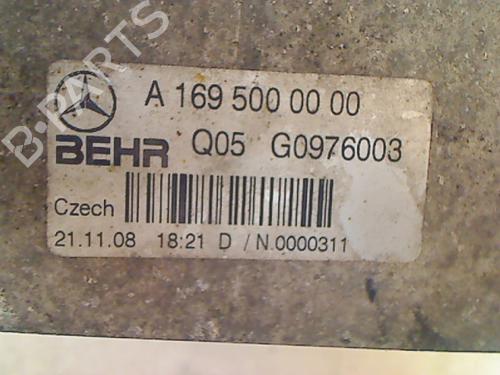 B-PARTS
A 169 500 00 00
BEHR Q05 G0976003
Czech
21.11.08 18:21 D / N.0000311